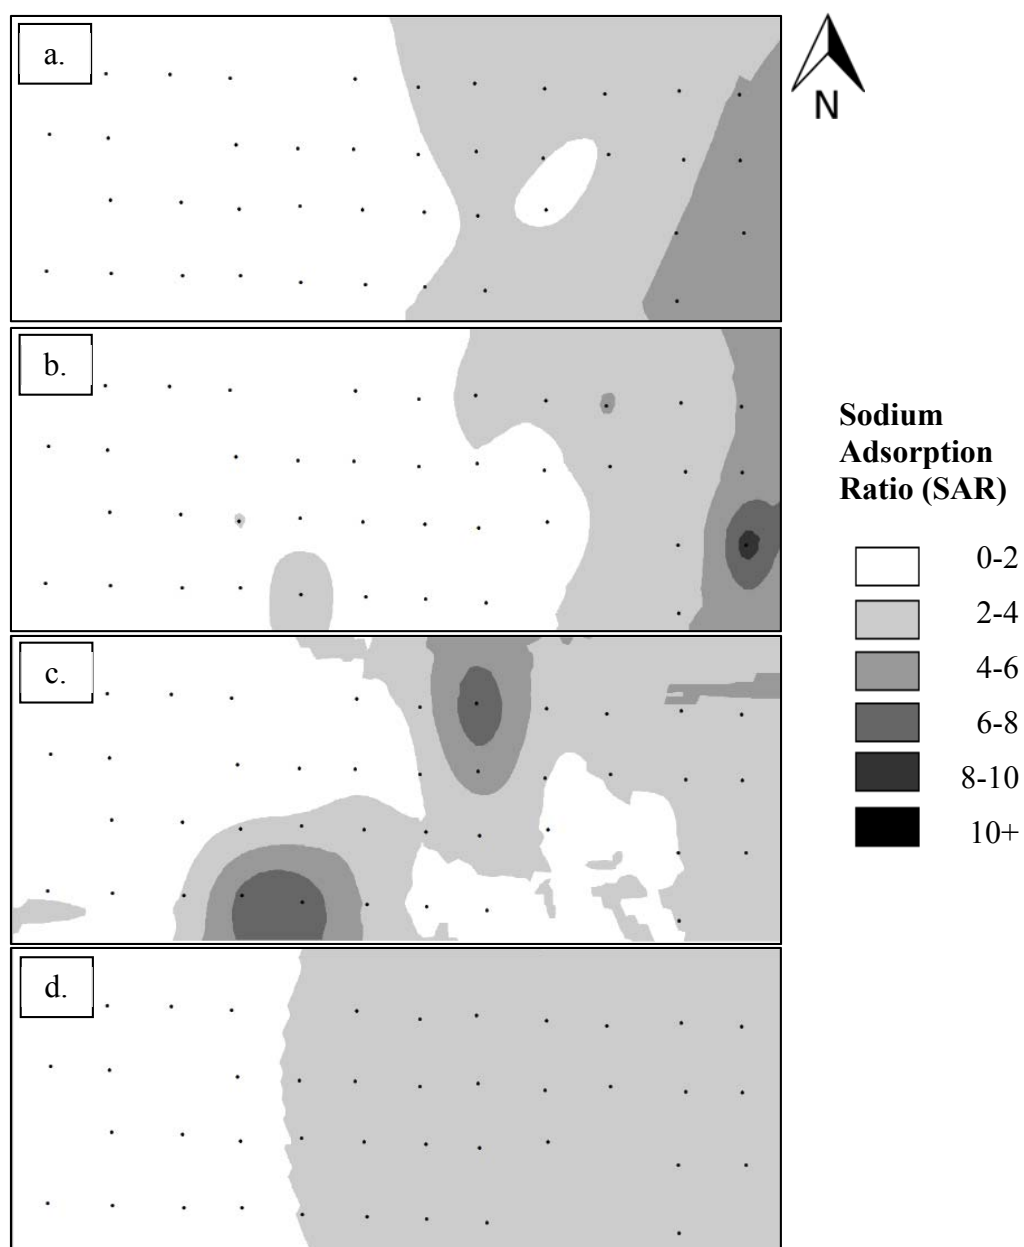 a.
N
b.
Sodium
Adsorption
Ratio (SAR)
0-2
2-4
4-6
6-8
8-10
10+
c.
d.